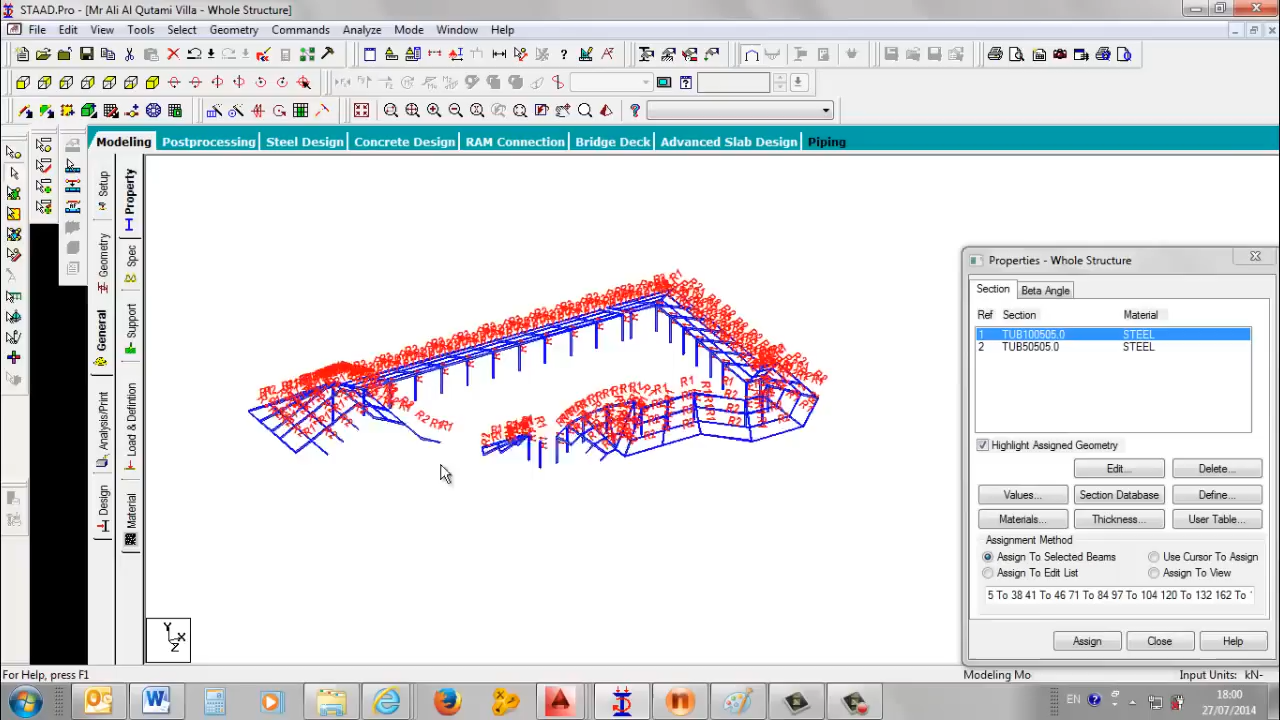 STAAD.Pro - [Mr Ali Al Qutami Villa - Whole Structure]
File Edit View Tools Select Geometry Commands Analyze Mode Window Help
Modeling Postprocessing Steel Design Concrete Design RAM Connection Bridge Deck Advanced Slab Design Piping
Setup
Geometry
General
Analysis/Print
Design
Property
Spec
Support
Load & Definition
Material
Properties - Whole Structure
Section Beta Angle
Ref Section Material
1 TUB100505.0 STEEL
2 TUB50505.0 STEEL
Highlight Assigned Geometry
Edit... Delete...
Values... Section Database Define...
Materials... Thickness... User Table...
Assignment Method
Assign To Selected Beams Use Cursor To Assign
Assign To Edit List Assign To View
5 To 38 41 To 46 71 To 84 97 To 104 120 To 132 162 To
Assign Close Help
Y
X
Z
For Help, press F1 Modeling Mo Input Units: kN-
EN 18:00
27/07/2014